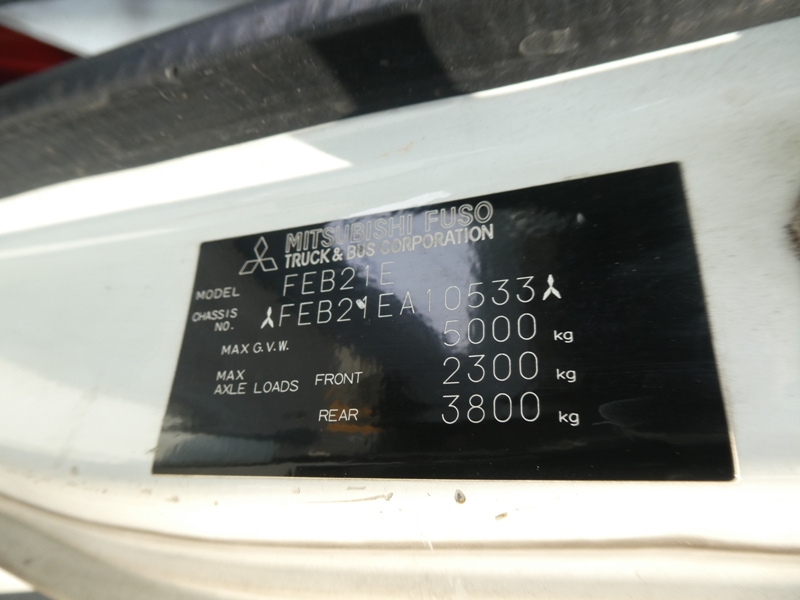 MITSUBISHI FUSO
TRUCK & BUS CORPORATION
MODEL FEB21E
CHASSIS NO. FEB21EA10533
MAX G.V.W. 5000 kg
MAX AXLE LOADS FRONT 2300 kg
REAR 3800 kg